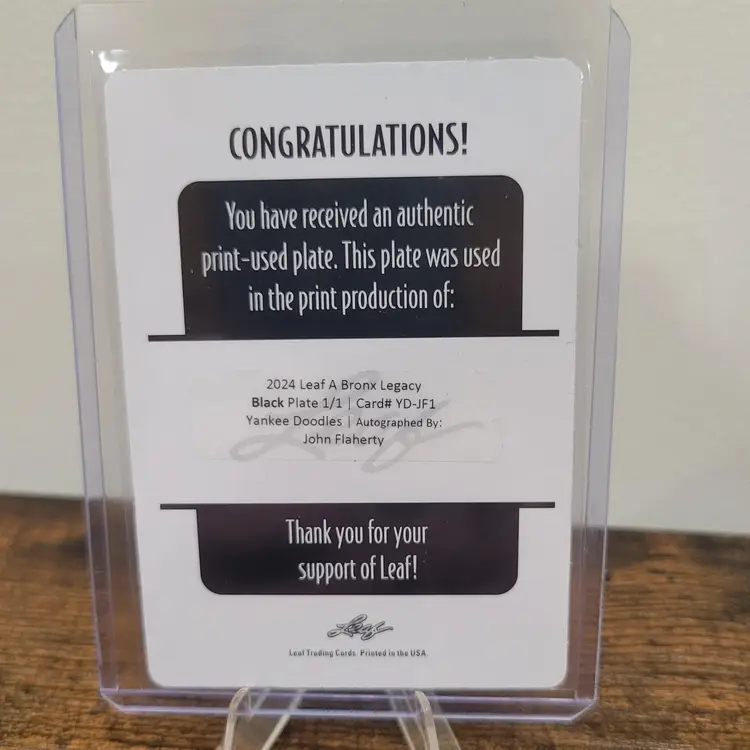 CONGRATULATIONS!
You have received an authentic
print-used plate. This plate was used
in the print production of:
2024 Leaf A Bronx Legacy
Black Plate 1/1 | Card# YD-JF1
Yankee Doodles | Autographed By:
John Flaherty
Thank you for your
support of Leaf!
Leaf
Leaf Trading Cards. Printed in the USA.